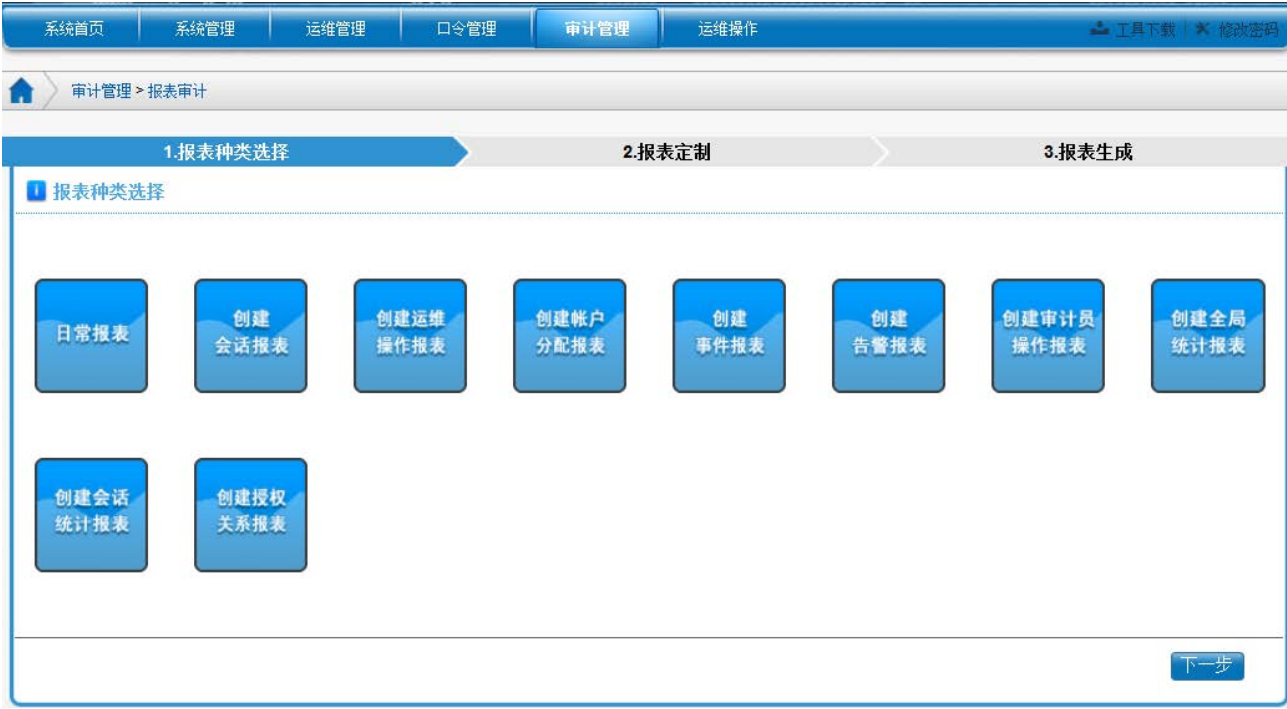 系统首页 系统管理 运维管理 口令管理 审计管理 运维操作 工具下载 修改密码
审计管理 > 报表审计
1.报表种类选择 2.报表定制 3.报表生成
报表种类选择
日常报表
创建
会话报表
创建运维
操作报表
创建帐户
分配报表
创建
事件报表
创建
告警报表
创建审计员
操作报表
创建全局
统计报表
创建会话
统计报表
创建授权
关系报表
下一步